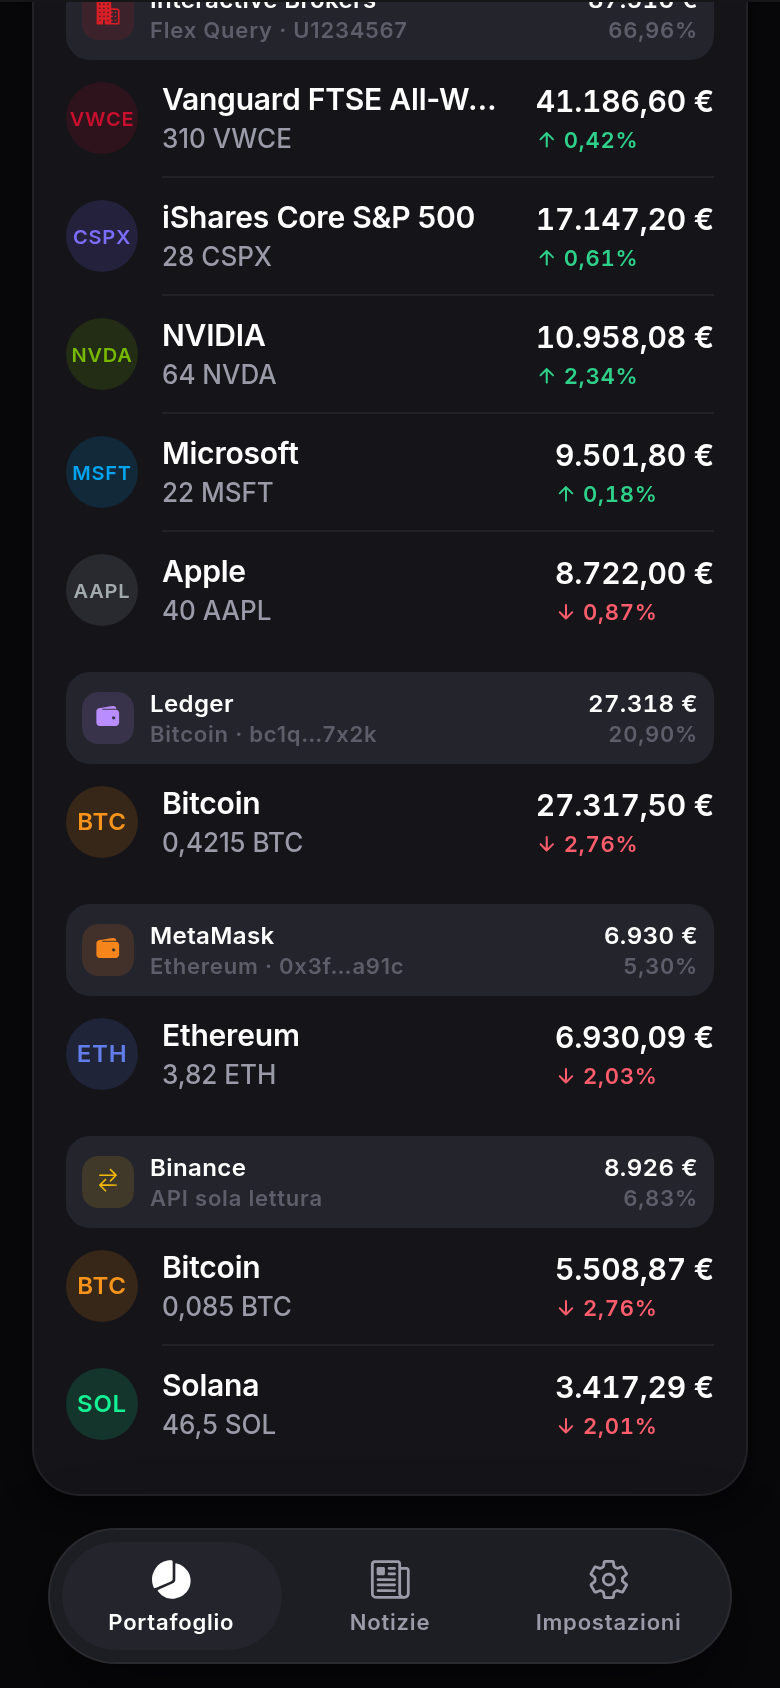 Interactive Brokers
87.516 €
Flex Query · U1234567
66,96%
VWCE
Vanguard FTSE All-W...
41.186,60 €
310 VWCE
↑ 0,42%
CSPX
iShares Core S&P 500
17.147,20 €
28 CSPX
↑ 0,61%
NVDA
NVIDIA
10.958,08 €
64 NVDA
↑ 2,34%
MSFT
Microsoft
9.501,80 €
22 MSFT
↑ 0,18%
AAPL
Apple
8.722,00 €
40 AAPL
↓ 0,87%
Ledger
27.318 €
Bitcoin · bc1q...7x2k
20,90%
BTC
Bitcoin
27.317,50 €
0,4215 BTC
↓ 2,76%
MetaMask
6.930 €
Ethereum · 0x3f...a91c
5,30%
ETH
Ethereum
6.930,09 €
3,82 ETH
↓ 2,03%
Binance
8.926 €
API sola lettura
6,83%
BTC
Bitcoin
5.508,87 €
0,085 BTC
↓ 2,76%
SOL
Solana
3.417,29 €
46,5 SOL
↓ 2,01%
Portafoglio
Notizie
Impostazioni